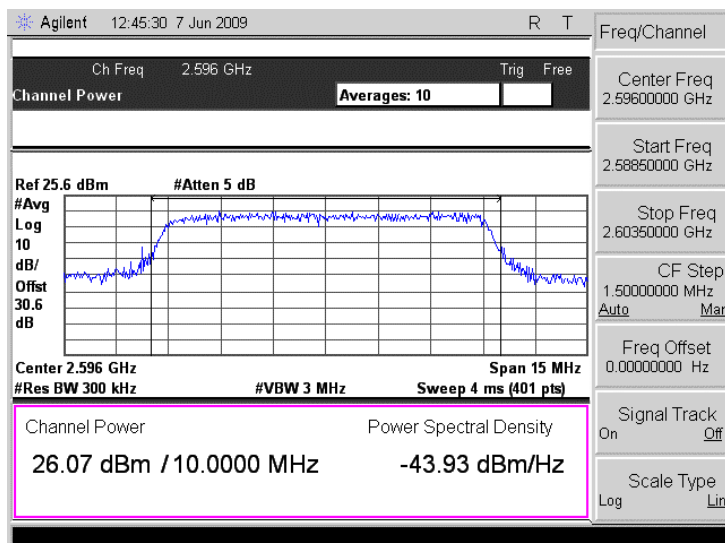 Agilent 12:45:30 7 Jun 2009 R T
Freq/Channel
Ch Freq 2.596 GHz Trig Free
Channel Power Averages: 10
Center Freq
2.59600000 GHz
Start Freq
2.58850000 GHz
Stop Freq
2.60350000 GHz
CF Step
1.50000000 MHz
Auto Man
Freq Offset
0.00000000 Hz
Signal Track
On Off
Scale Type
Log Lin
Ref 25.6 dBm #Atten 5 dB
#Avg
Log
10
dB/
Offst
30.6
dB
Center 2.596 GHz Span 15 MHz
#Res BW 300 kHz #VBW 3 MHz Sweep 4 ms (401 pts)
Channel Power Power Spectral Density
26.07 dBm / 10.0000 MHz -43.93 dBm/Hz